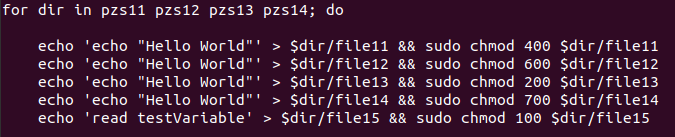 for dir in pzs11 pzs12 pzs13 pzs14; do
echo 'echo "Hello World"' > $dir/file11 && sudo chmod 400 $dir/file11
echo 'echo "Hello World"' > $dir/file12 && sudo chmod 600 $dir/file12
echo 'echo "Hello World"' > $dir/file13 && sudo chmod 200 $dir/file13
echo 'echo "Hello World"' > $dir/file14 && sudo chmod 700 $dir/file14
echo 'read testVariable' > $dir/file15 && sudo chmod 100 $dir/file15